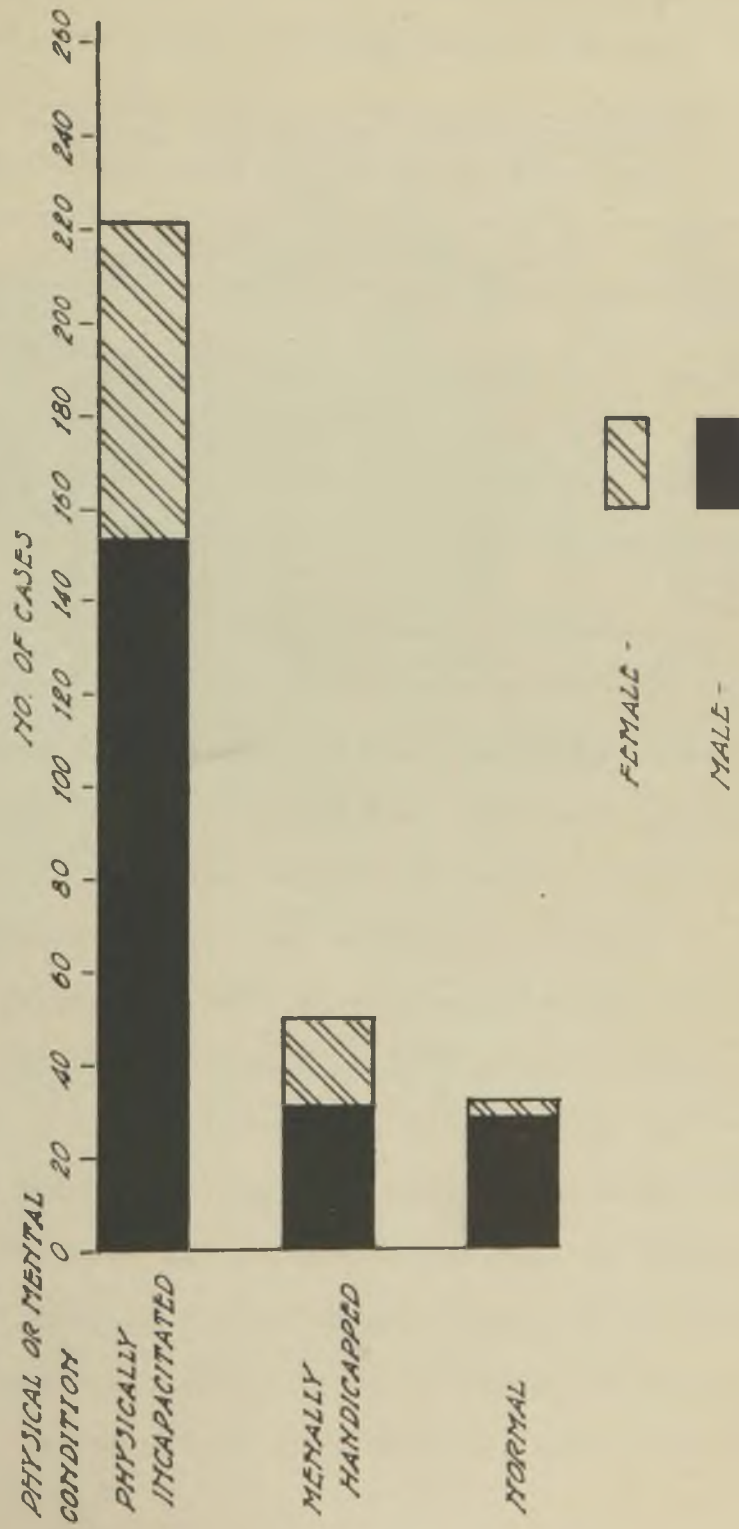 NO. OF CASES
PHYSICAL OR MENTAL
CONDITION
0 20 40 60 80 100 120 140 160 180 200 220 240 260
PHYSICALLY
INCAPACITATED
MENALLY
HANDICAPPED
NORMAL
FEMALE -
MALE -